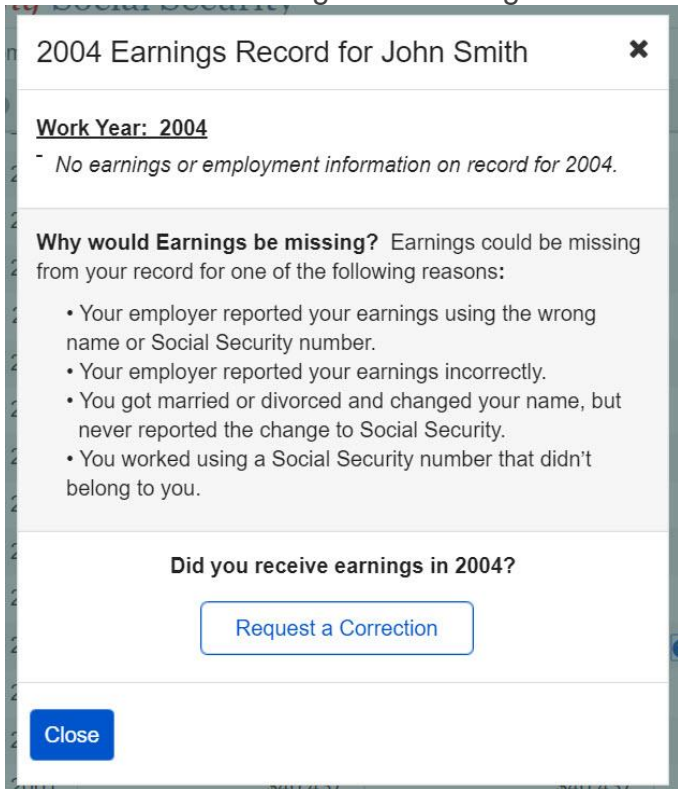 Social Security
2004 Earnings Record for John Smith ✖
Work Year: 2004
- No earnings or employment information on record for 2004.
Why would Earnings be missing? Earnings could be missing
from your record for one of the following reasons:
• Your employer reported your earnings using the wrong
name or Social Security number.
• Your employer reported your earnings incorrectly.
• You got married or divorced and changed your name, but
never reported the change to Social Security.
• You worked using a Social Security number that didn’t
belong to you.
Did you receive earnings in 2004?
Request a Correction
Close